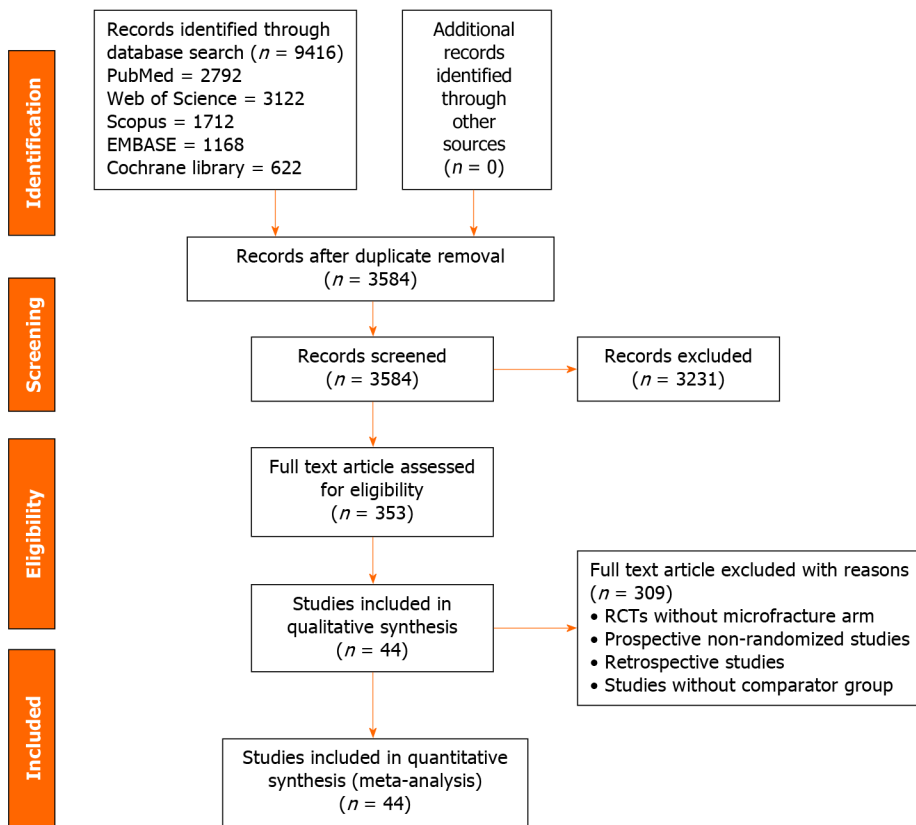 Identification
Records identified through
database search (n = 9416)
PubMed = 2792
Web of Science = 3122
Scopus = 1712
EMBASE = 1168
Cochrane library = 622
Additional
records
identified
through
other
sources
(n = 0)
Records after duplicate removal
(n = 3584)
Screening
Records screened
(n = 3584)
Records excluded
(n = 3231)
Eligibility
Full text article assessed
for eligibility
(n = 353)
Studies included in
qualitative synthesis
(n = 44)
Full text article excluded with reasons
(n = 309)
• RCTs without microfracture arm
• Prospective non-randomized studies
• Retrospective studies
• Studies without comparator group
Included
Studies included in quantitative
synthesis (meta-analysis)
(n = 44)